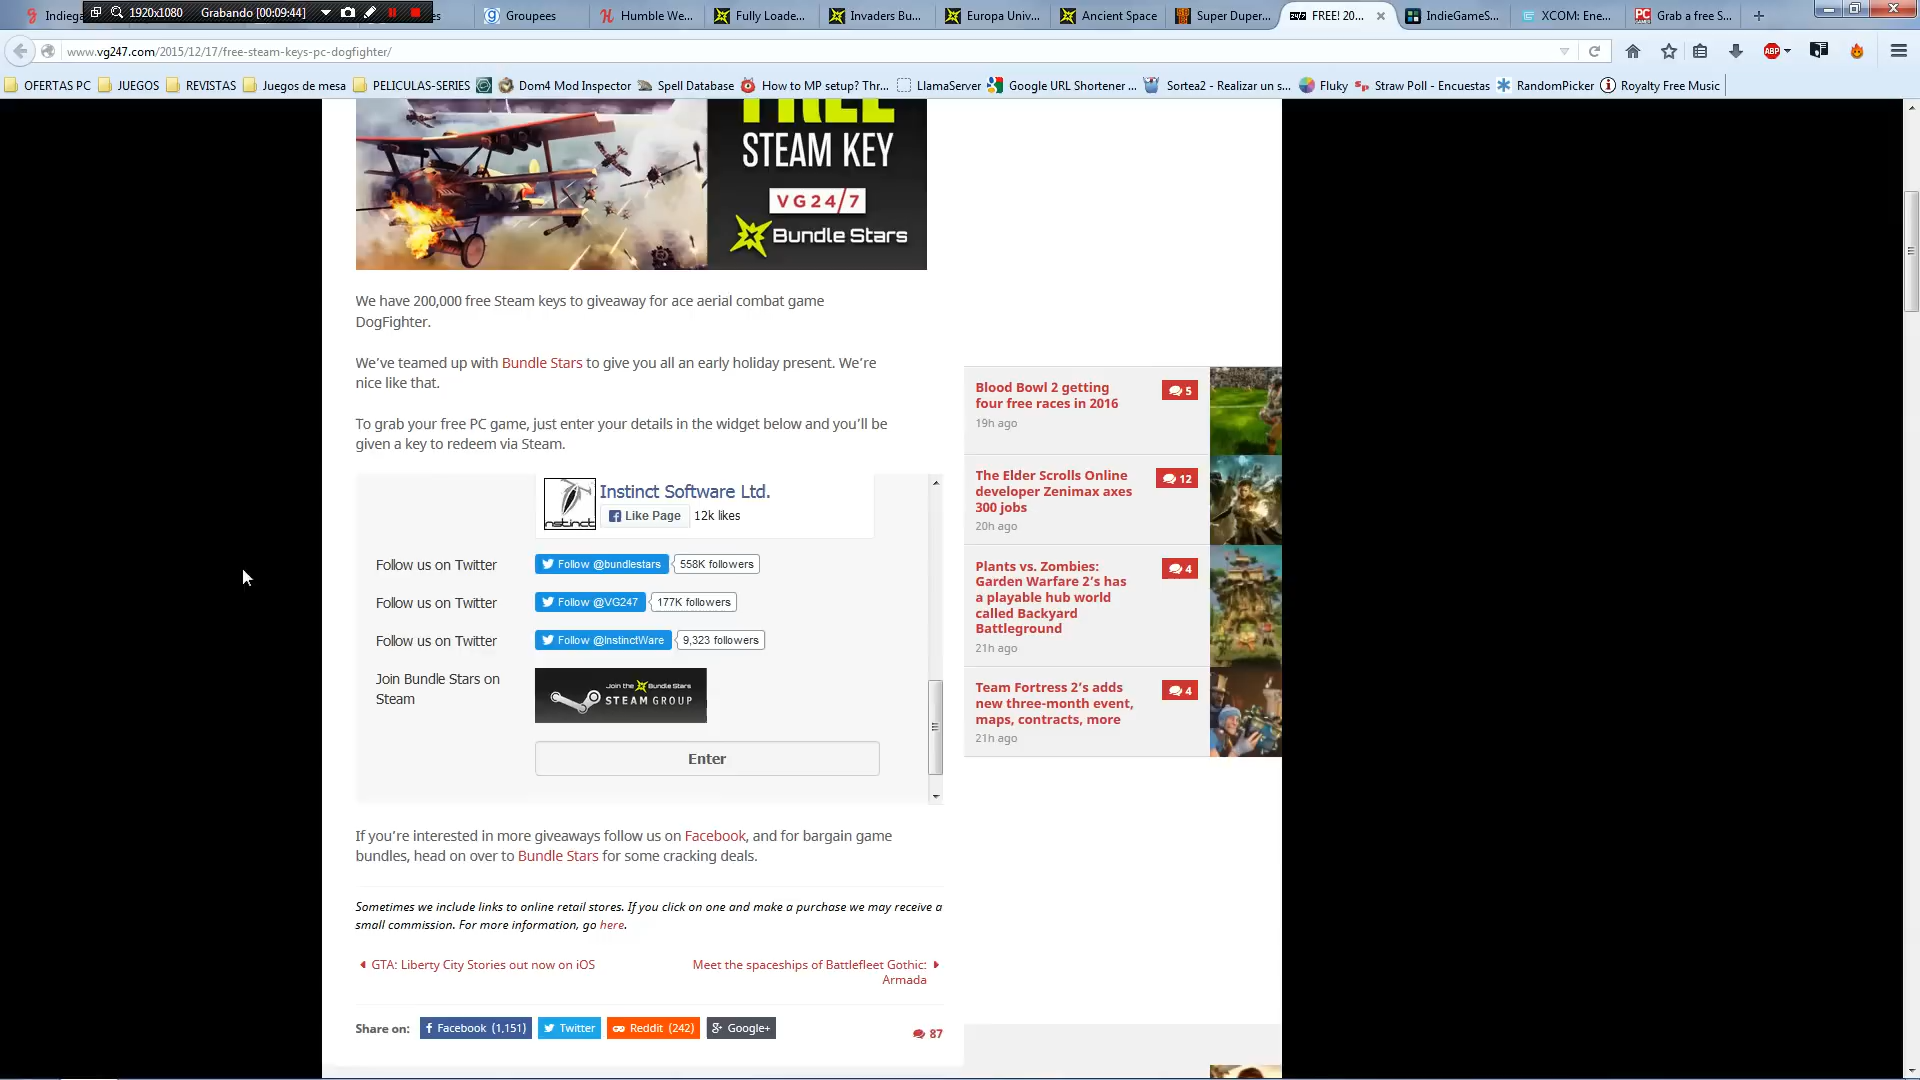 Indiega
1920x1080
Grabando [00:09:44]
es
Groupees
Humble We...
Fully Loade...
Invaders Bu...
Europa Univ...
Ancient Space
Super Duper...
FREE! 20...
IndieGameS...
XCOM: Ene...
Grab a free S...
www.vg247.com/2015/12/17/free-steam-keys-pc-dogfighter/
ABP
OFERTAS PC
JUEGOS
REVISTAS
Juegos de mesa
PELICULAS-SERIES
Dom4 Mod Inspector
Spell Database
How to MP setup? Thr...
LlamaServer
Google URL Shortener ...
Sortea2 - Realizar un s...
Fluky
Straw Poll - Encuestas
RandomPicker
Royalty Free Music
FREE
STEAM KEY
VG24/7
Bundle Stars
We have 200,000 free Steam keys to giveaway for ace aerial combat game
DogFighter.
We've teamed up with Bundle Stars to give you all an early holiday present. We're
nice like that.
To grab your free PC game, just enter your details in the widget below and you'll be
given a key to redeem via Steam.
nstinct
Instinct Software Ltd.
Like Page
12k likes
Follow us on Twitter
Follow @bundlestars
558K followers
Follow us on Twitter
Follow @VG247
177K followers
Follow us on Twitter
Follow @InstinctWare
9,323 followers
Join Bundle Stars on
Steam
Join the Bundle Stars
STEAM GROUP
Enter
If you're interested in more giveaways follow us on Facebook, and for bargain game
bundles, head on over to Bundle Stars for some cracking deals.
Sometimes we include links to online retail stores. If you click on one and make a purchase we may receive a
small commission. For more information, go here.
GTA: Liberty City Stories out now on iOS
Meet the spaceships of Battlefleet Gothic:
Armada
Share on:
Facebook (1,151)
Twitter
Reddit (242)
Google+
87
Blood Bowl 2 getting
four free races in 2016
5
19h ago
The Elder Scrolls Online
developer Zenimax axes
300 jobs
12
20h ago
Plants vs. Zombies:
Garden Warfare 2's has
a playable hub world
called Backyard
Battleground
4
21h ago
Team Fortress 2's adds
new three-month event,
maps, contracts, more
4
21h ago